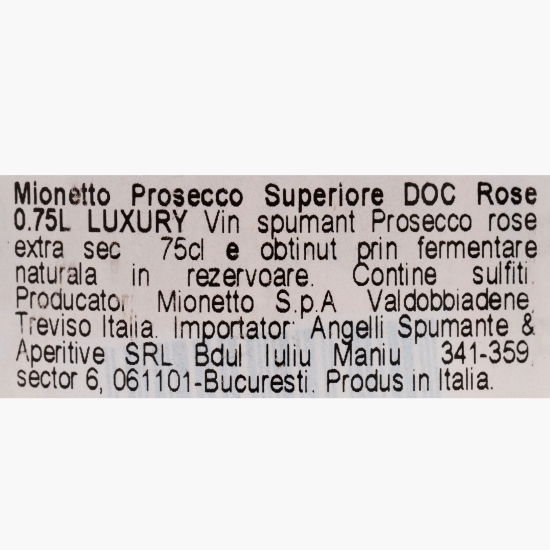 Mionetto Prosecco Superiore DOC Rose
0.75L LUXURY Vin spumant Prosecco rose
extra sec 75cl e obtinut prin fermentare
naturala in rezervoare. Contine sulfiti.
Producator Mionetto S.p.A Valdobbiadene,
Treviso Italia. Importator: Angelli Spumante &
Aperitive SRL Bdul Iuliu Maniu 341-359,
sector 6, 061101-Bucuresti. Produs in Italia.